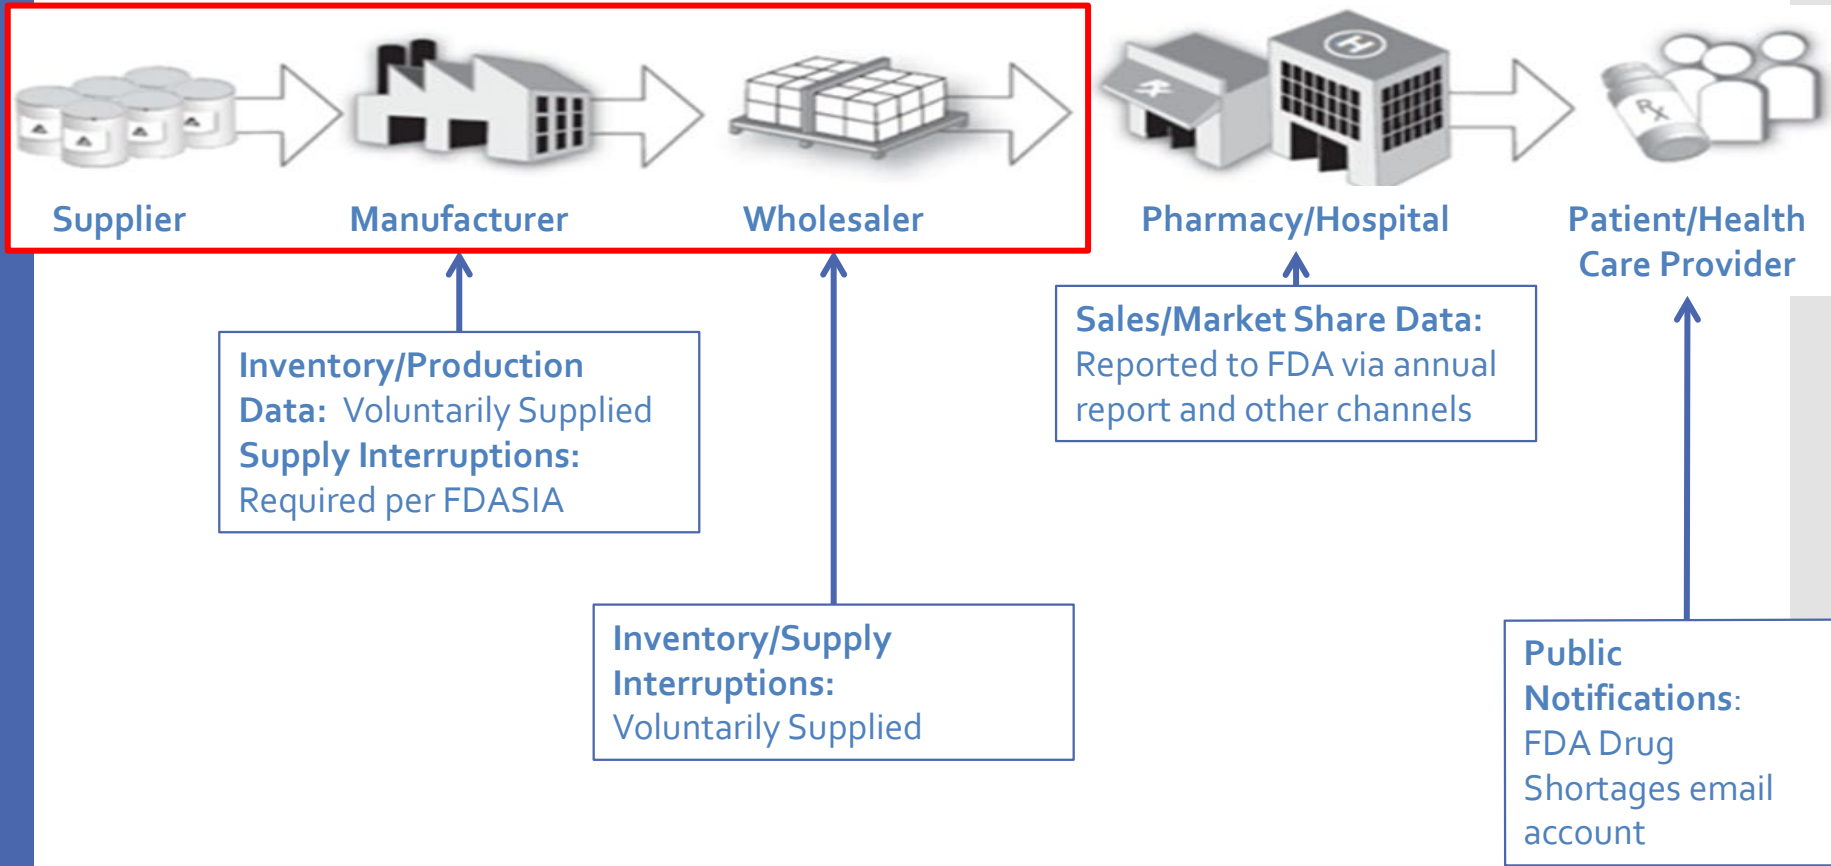 H
Rx
Rx
Supplier
Manufacturer
Wholesaler
Pharmacy/Hospital
Patient/Health
Care Provider
Inventory/Production
Data: Voluntarily Supplied
Supply Interruptions:
Required per FDASIA
Inventory/Supply
Interruptions:
Voluntarily Supplied
Sales/Market Share Data:
Reported to FDA via annual
report and other channels
Public
Notifications:
FDA Drug
Shortages email
account